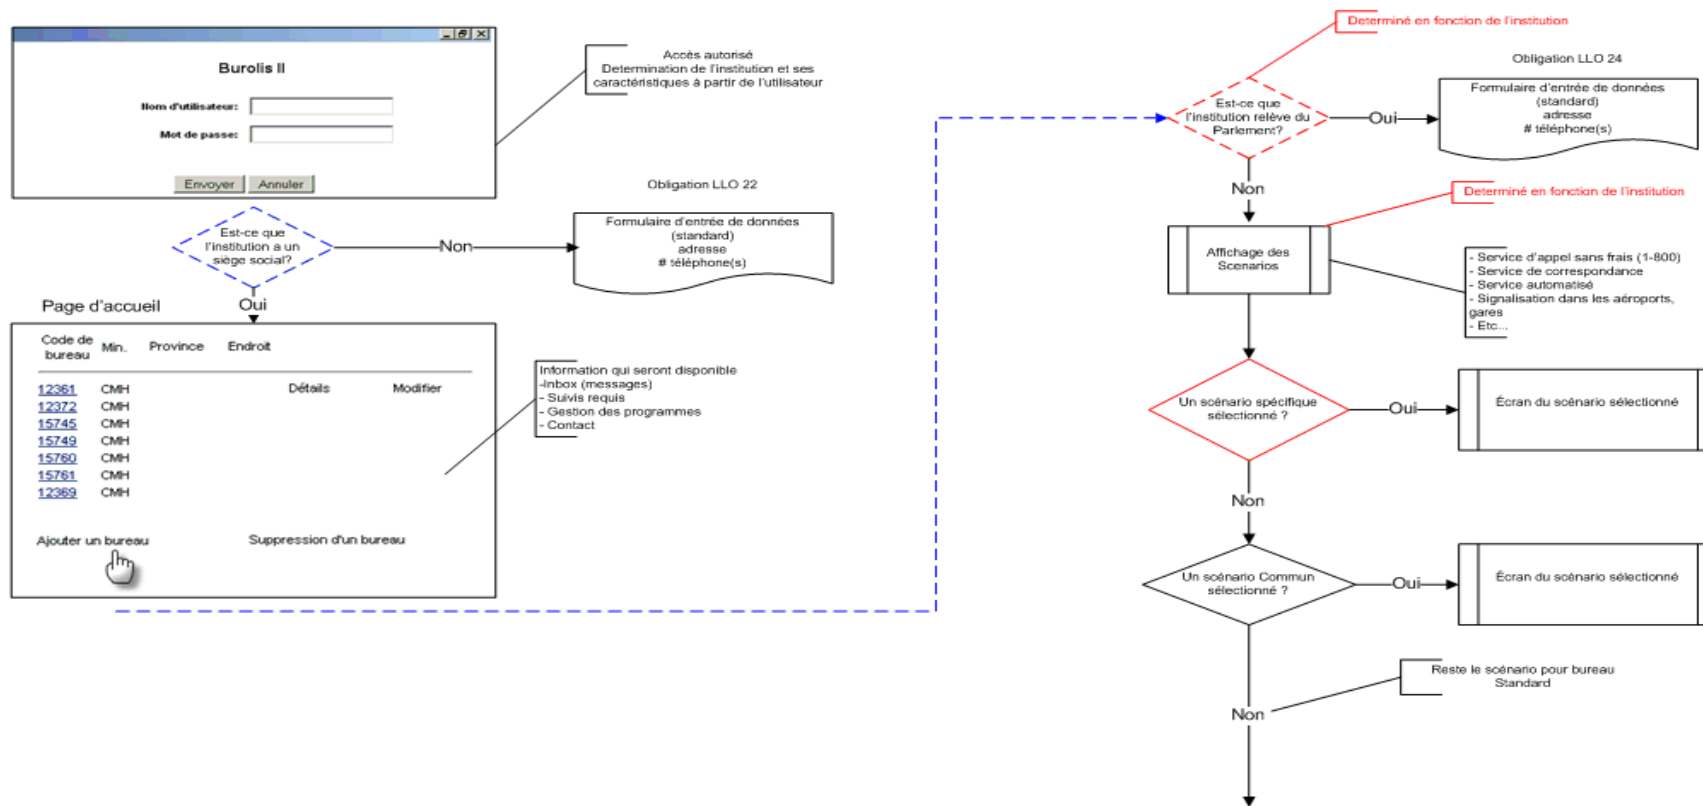 Burolis II
Nom d'utilisateur:
Mot de passe:
Envoyer
Annuler
Accès autorisé
Determination de l'institution et ses
caractéristiques à partir de l'utilisateur
Est-ce que
l'institution a un
siège social?
Non
Obligation LLO 22
Formulaire d'entrée de données
(standard)
adresse
# téléphone(s)
Oui
Page d'accueil
Code de
bureau
Min.
Province
Endroit
12361 CMH Détails Modifier
12372 CMH
15745 CMH
15749 CMH
15760 CMH
15761 CMH
12369 CMH
Ajouter un bureau
Suppression d'un bureau
Information qui seront disponible
-Inbox (messages)
- Suivis requis
- Gestion des programmes
- Contact
Determiné en fonction de l'institution
Est-ce que
l'institution relève du
Parlement?
Oui
Obligation LLO 24
Formulaire d'entrée de données
(standard)
adresse
# téléphone(s)
Non
Determiné en fonction de l'institution
Affichage des
Scenarios
- Service d'appel sans frais (1-800)
- Service de correspondance
- Service automatisé
- Signalisation dans les aéroports,
gares
- Etc...
Un scénario spécifique
sélectionné ?
Oui
Écran du scénario sélectionné
Non
Un scénario Commun
sélectionné ?
Oui
Écran du scénario sélectionné
Reste le scénario pour bureau
Standard
Non